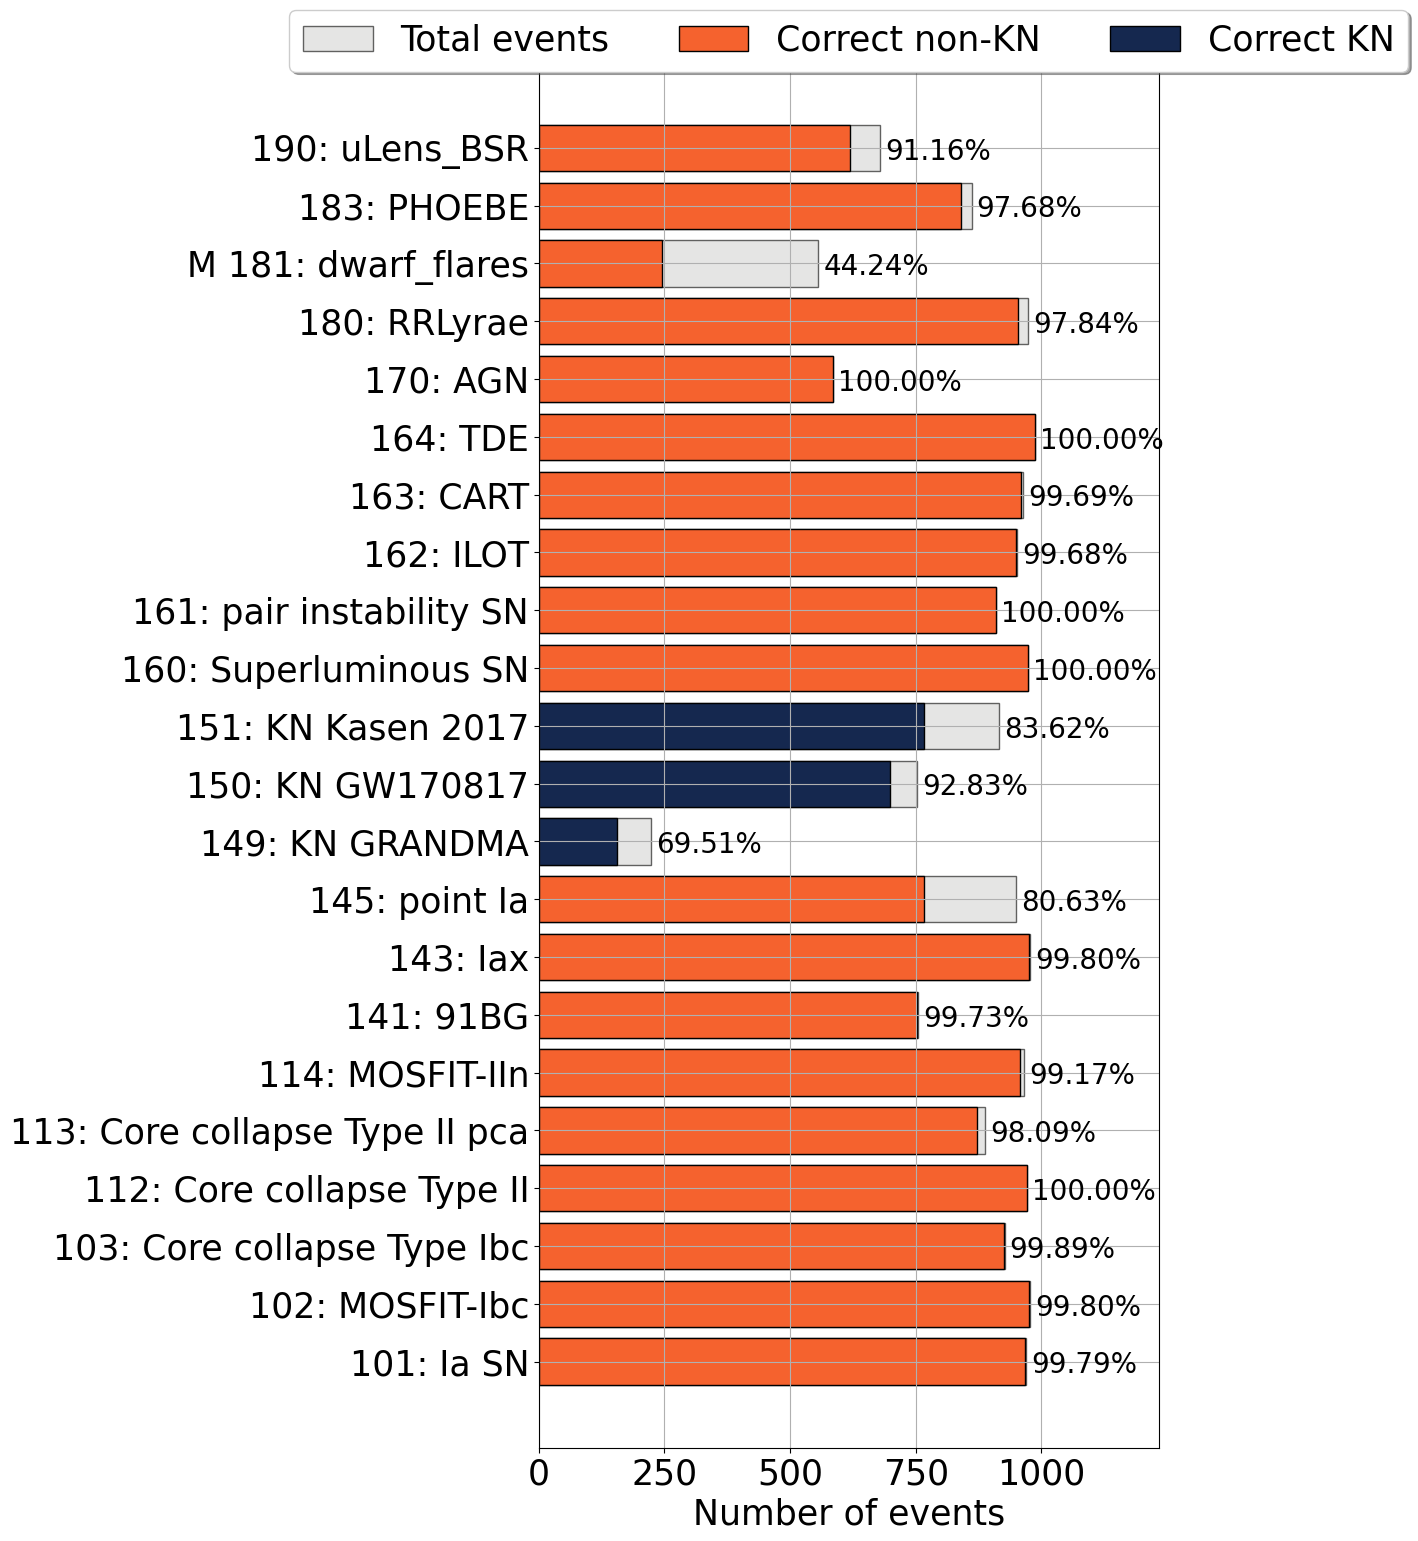 Total events Correct non-KN Correct KN
190: uLens_BSR 91.16%
183: PHOEBE 97.68%
M 181: dwarf_flares 44.24%
180: RRLyrae 97.84%
170: AGN 100.00%
164: TDE 100.00%
163: CART 99.69%
162: ILOT 99.68%
161: pair instability SN 100.00%
160: Superluminous SN 100.00%
151: KN Kasen 2017 83.62%
150: KN GW170817 92.83%
149: KN GRANDMA 69.51%
145: point Ia 80.63%
143: Iax 99.80%
141: 91BG 99.73%
114: MOSFIT-IIn 99.17%
113: Core collapse Type II pca 98.09%
112: Core collapse Type II 100.00%
103: Core collapse Type Ibc 99.89%
102: MOSFIT-Ibc 99.80%
101: Ia SN 99.79%
0 250 500 750 1000
Number of events